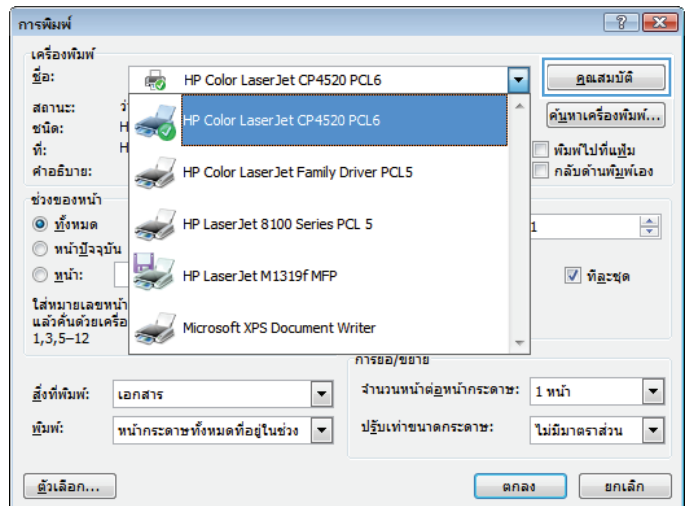 การพิมพ์
เครื่องพิมพ์
ชื่อ: HP Color LaserJet CP4520 PCL6
คุณสมบัติ
สถานะ: ว่
ชนิด: H
ที่: H
คำอธิบาย:
HP Color LaserJet CP4520 PCL6
HP Color LaserJet Family Driver PCL5
HP LaserJet 8100 Series PCL 5
HP LaserJet M1319f MFP
Microsoft XPS Document Writer
ค้นหาเครื่องพิมพ์...
พิมพ์ไปที่แฟ้ม
กลับด้านพิมพ์เอง
ช่วงของหน้า
ทั้งหมด
หน้าปัจจุบัน
หน้า:
ใส่หมายเลขหน้า
แล้วคั่นด้วยเครื่อ
1,3,5–12
1
ทีละชุด
การย่อ/ขยาย
สิ่งที่พิมพ์: เอกสาร
จำนวนหน้าต่อหน้ากระดาษ: 1 หน้า
พิมพ์: หน้ากระดาษทั้งหมดที่อยู่ในช่วง
ปรับเท่าขนาดกระดาษ: ไม่มีมาตราส่วน
ตัวเลือก...
ตกลง
ยกเลิก